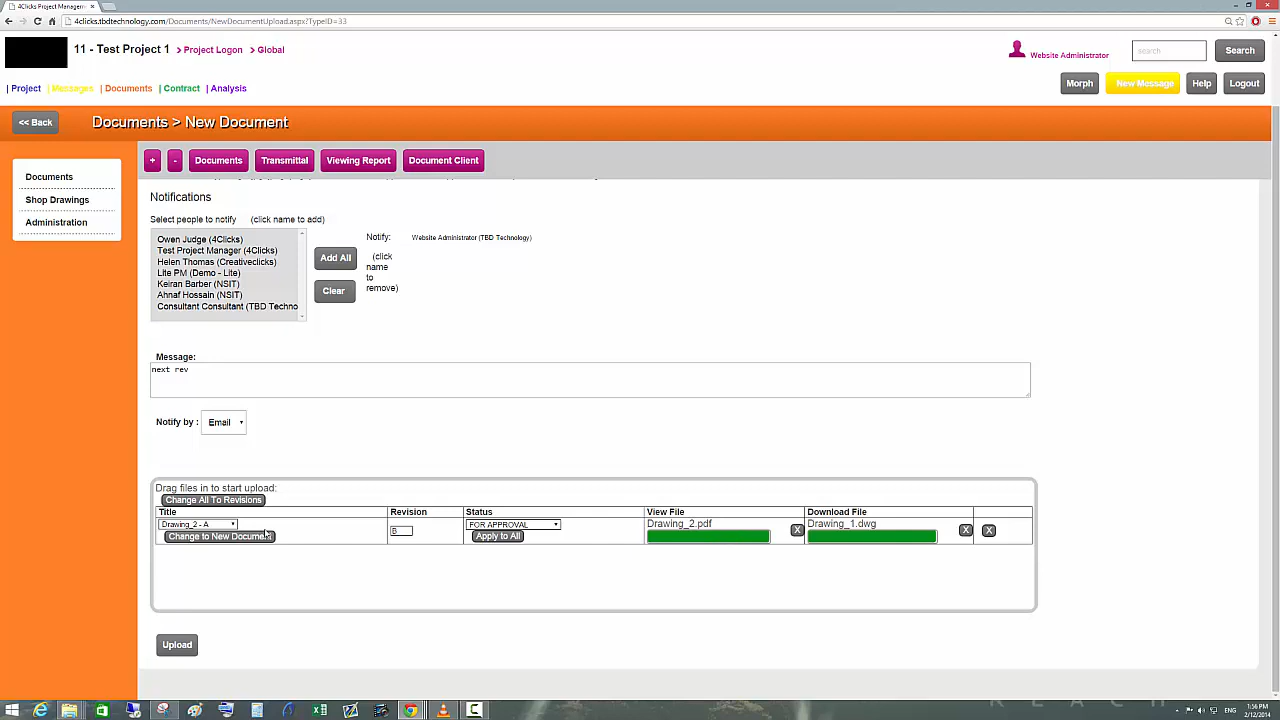 4Clicks Project Managem
4clicks.tbdtechnology.com/Documents/NewDocumentUpload.aspx?TypeID=33
11 - Test Project 1 > Project Logon > Global
Website Administrator
search
Search
| Project | Messages | Documents | Contract | Analysis
Morph
New Message
Help
Logout
<< Back
Documents > New Document
+
-
Documents
Transmittal
Viewing Report
Document Client
Documents
Shop Drawings
Administration
Notifications
Select people to notify (click name to add)
Owen Judge (4Clicks)
Test Project Manager (4Clicks)
Helen Thomas (Creativeclicks)
Lite PM (Demo - Lite)
Keiran Barber (NSIT)
Ahnaf Hossain (NSIT)
Consultant Consultant (TBD Techno
Add All
Clear
Notify:
(click
name
to
remove)
Website Administrator (TBD Technology)
Message:
next rev
Notify by : Email
Drag files in to start upload:
Change All To Revisions
Title Revision Status View File Download File
Drawing_2 - A B FOR APPROVAL Drawing_2.pdf X Drawing_1.dwg X X
Change to New Document Apply to All
Upload
R E A C H
ENG
1:56 PM
2/12/2014